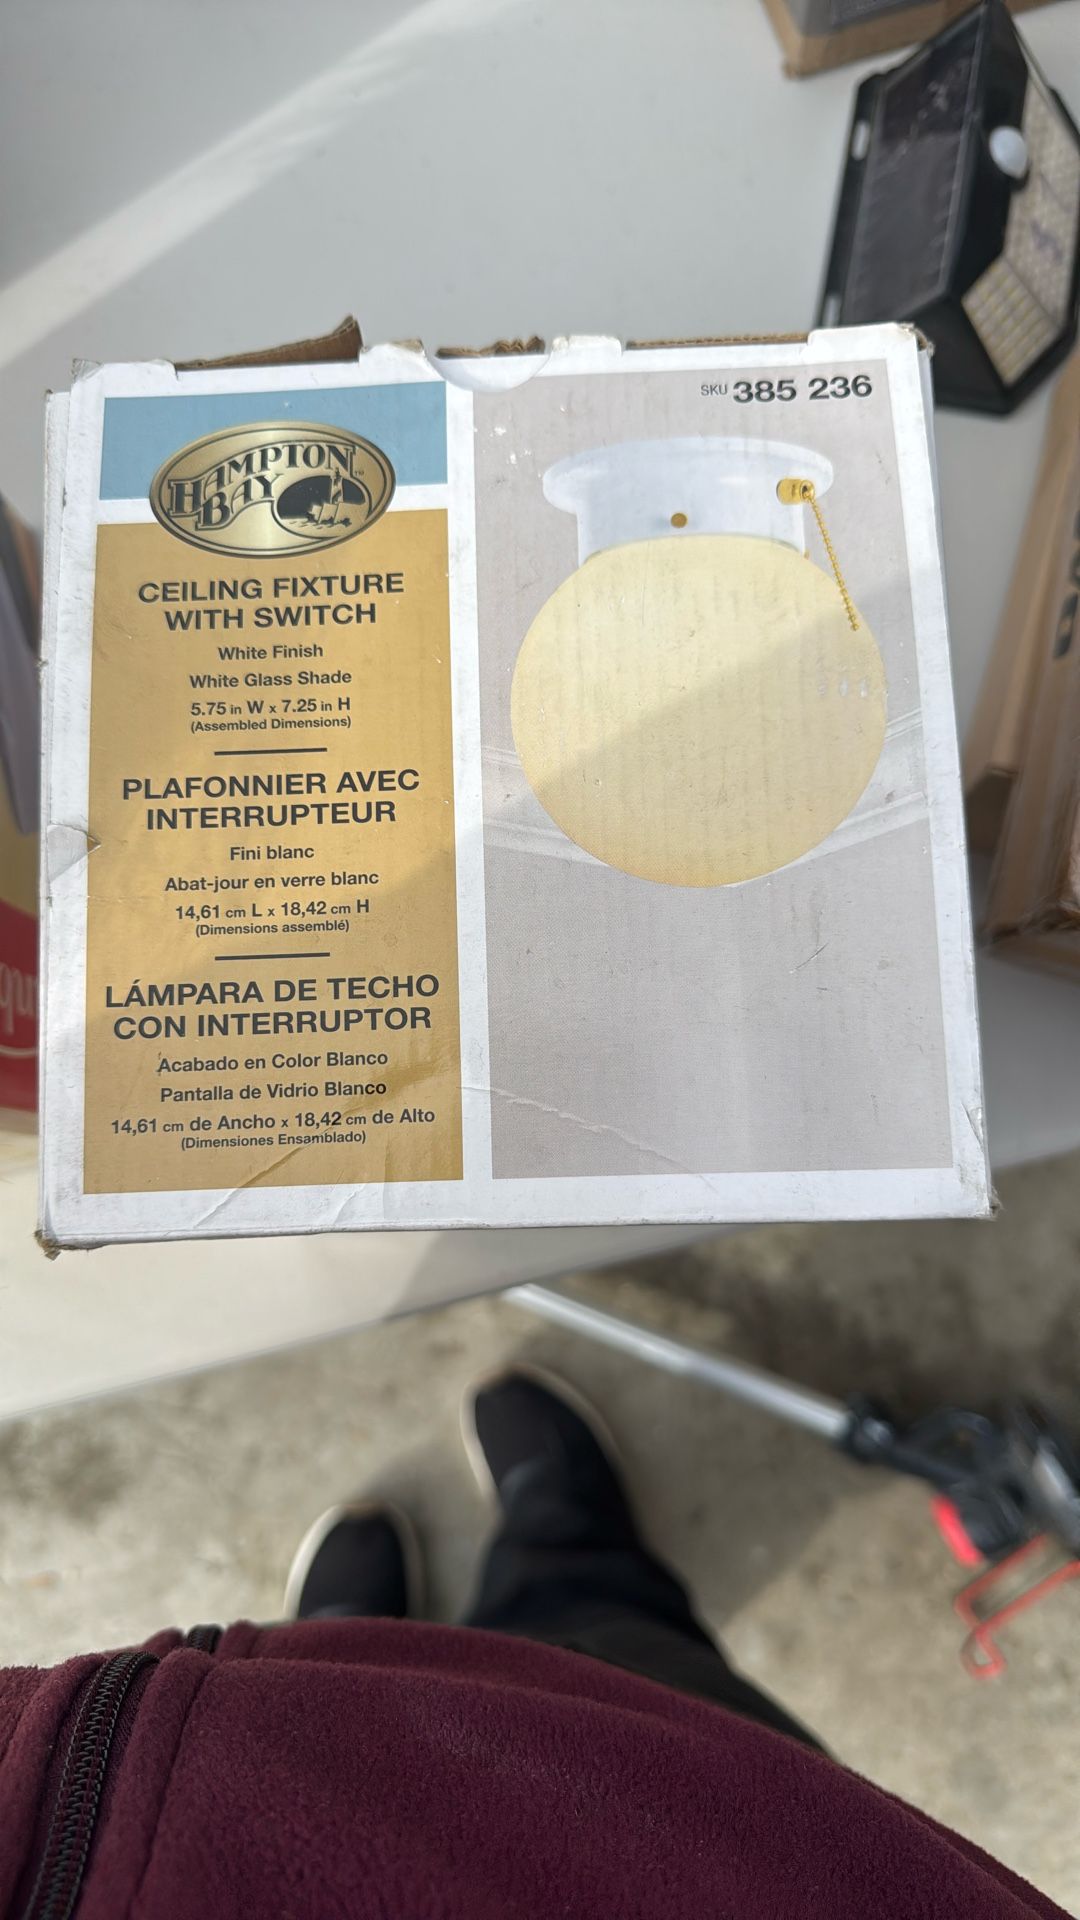 SKU 385 236
HAMPTON
BAY™
CEILING FIXTURE
WITH SWITCH
White Finish
White Glass Shade
5.75 in W x 7.25 in H
(Assembled Dimensions)
PLAFONNIER AVEC
INTERRUPTEUR
Fini blanc
Abat-jour en verre blanc
14,61 cm L x 18,42 cm H
(Dimensions assemblé)
LÁMPARA DE TECHO
CON INTERRUPTOR
Acabado en Color Blanco
Pantalla de Vidrio Blanco
14,61 cm de Ancho x 18,42 cm de Alto
(Dimensiones Ensamblado)